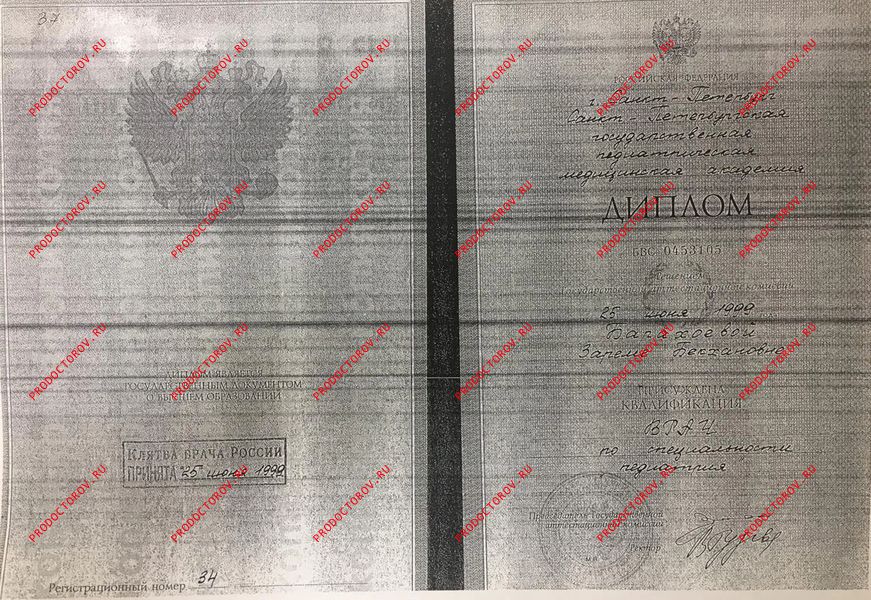 37
ДИПЛОМ ЯВЛЯЕТСЯ
ГОСУДАРСТВЕННЫМ ДОКУМЕНТОМ
О ВЫСШЕМ ОБРАЗОВАНИИ
КЛЯТВА ВРАЧА РОССИИ
ПРИНЯТА 25 июня 1999
Регистрационный номер 34
РОССИЙСКАЯ ФЕДЕРАЦИЯ
г. Санкт-Петербург
Санкт-Петербургская
государственная
педиатрическая
медицинская академия
ДИПЛОМ
БВС 0453105
Решением
Государственной аттестационной комиссии
25 июня 1999
Запеме Бекхановне
ПРИСУЖДЕНА
КВАЛИФИКАЦИЯ
ВРАЧ
по специальности
педиатрия
Председатель Государственной
аттестационной комиссии
Ректор
М.П.
PRODOCTOROV.RU